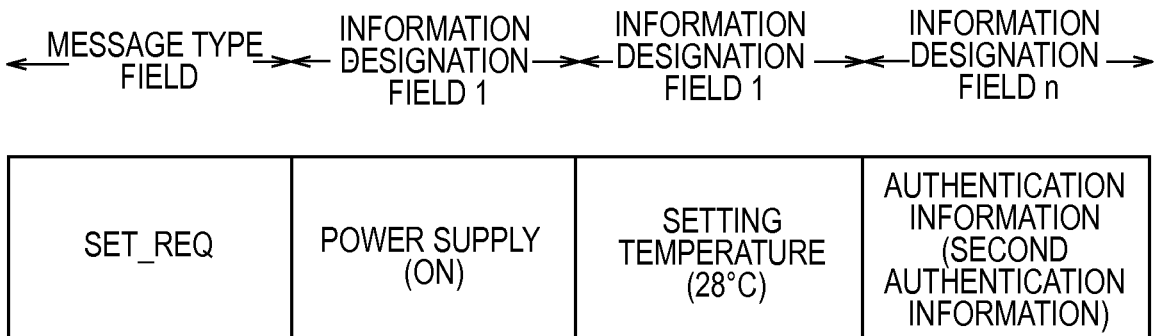 MESSAGE TYPE
FIELD
INFORMATION
DESIGNATION
FIELD 1
INFORMATION
DESIGNATION
FIELD 1
INFORMATION
DESIGNATION
FIELD n
SET_REQ
POWER SUPPLY
(ON)
SETTING
TEMPERATURE
(28°C)
AUTHENTICATION
INFORMATION
(SECOND
AUTHENTICATION
INFORMATION)